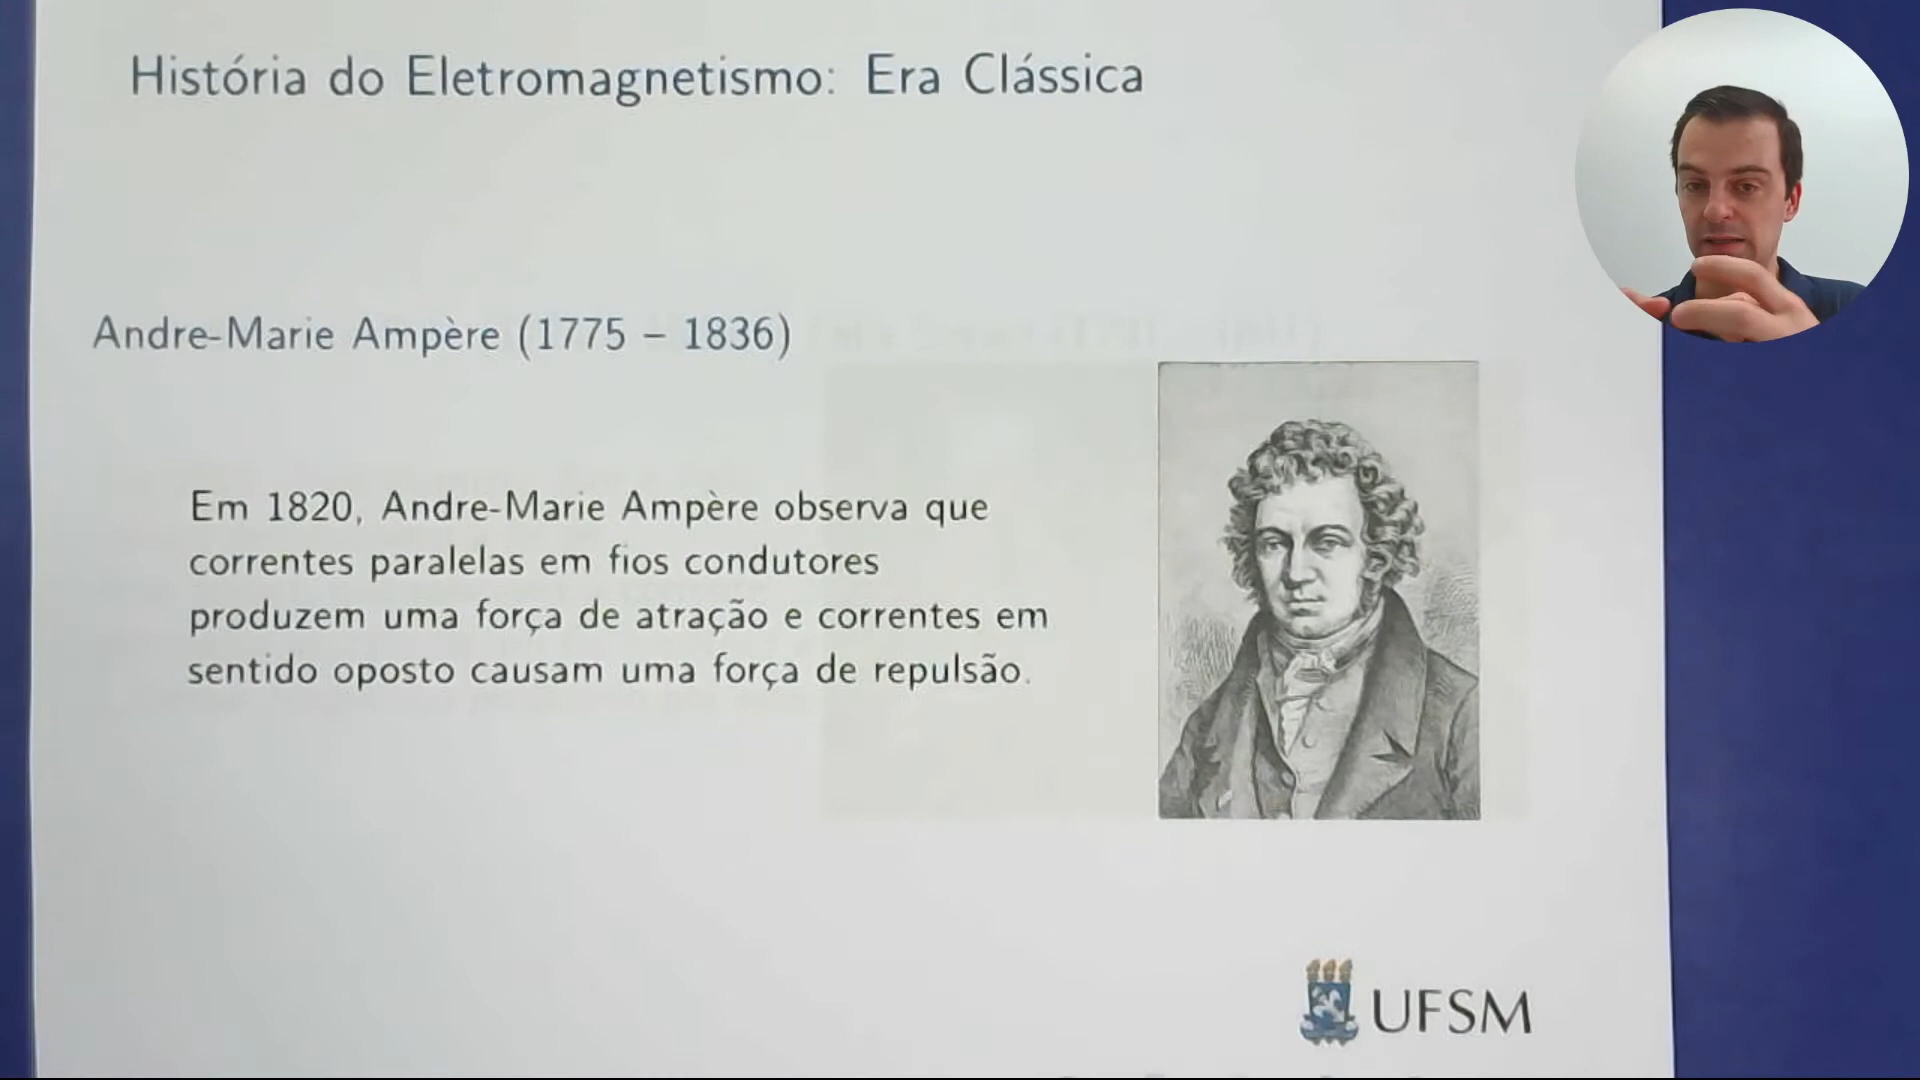 História do Eletromagnetismo: Era Clássica
Andre-Marie Ampère (1775 – 1836)
Em 1820, Andre-Marie Ampère observa que
correntes paralelas em fios condutores
produzem uma força de atração e correntes em
sentido oposto causam uma força de repulsão.
UFSM